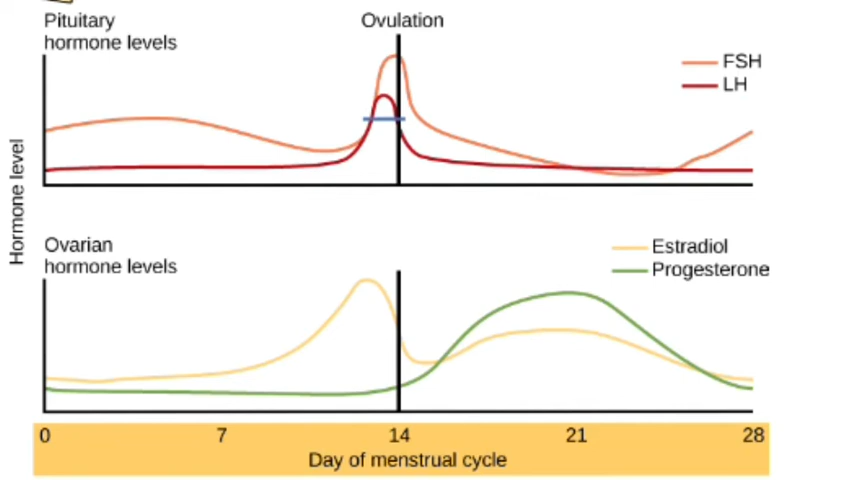 Pituitary
hormone levels
Ovulation
FSH
LH
Hormone level
Ovarian
hormone levels
Estradiol
Progesterone
0 7 14 21 28
Day of menstrual cycle